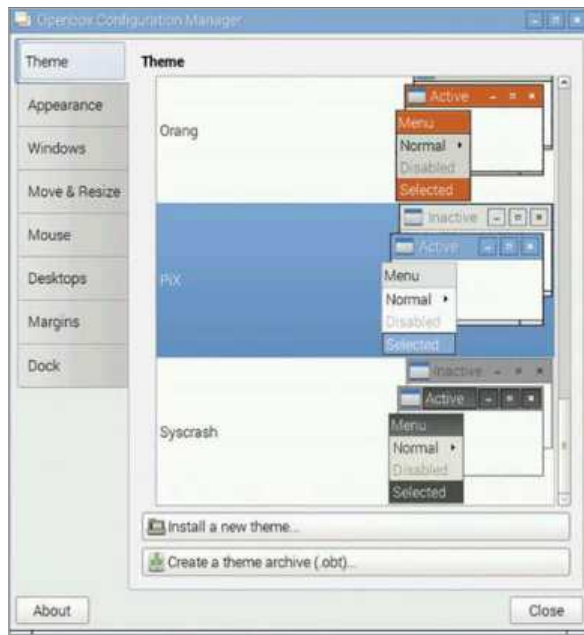 Openbox Configuration Manager
Theme
Appearance
Windows
Move & Resize
Mouse
Desktops
Margins
Dock
Theme
Orang
Active
Menu
Normal
Disabled
Selected
PiX
Inactive
Active
Menu
Normal
Disabled
Selected
Syscrash
Inactive
Active
Menu
Normal
Disabled
Selected
Install a new theme...
Create a theme archive (.obt)...
About
Close